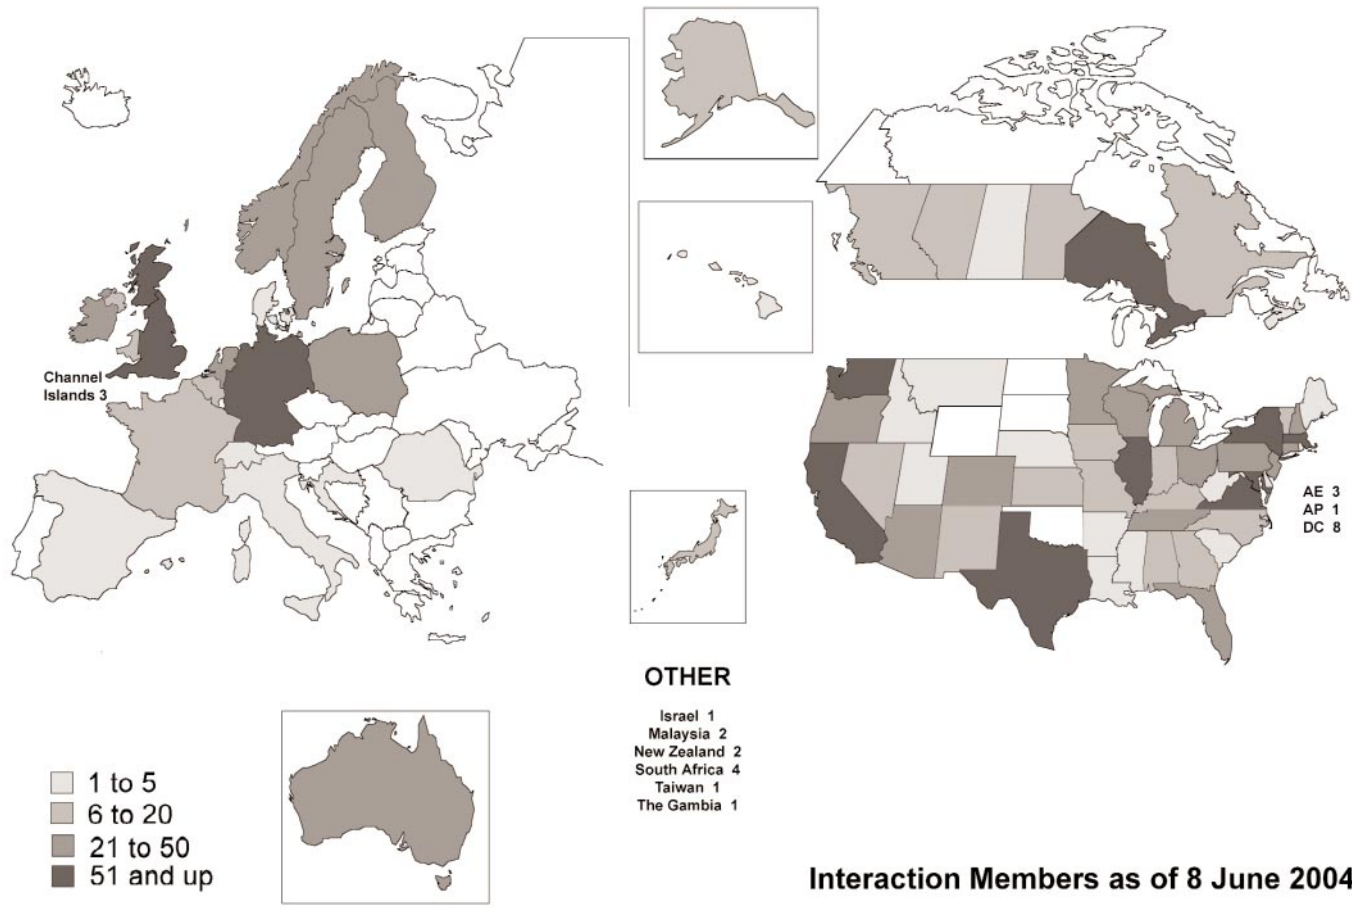 Channel
Islands 3
AE 3
AP 1
DC 8
OTHER
Israel 1
Malaysia 2
New Zealand 2
South Africa 4
Taiwan 1
The Gambia 1
1 to 5
6 to 20
21 to 50
51 and up
Interaction Members as of 8 June 2004